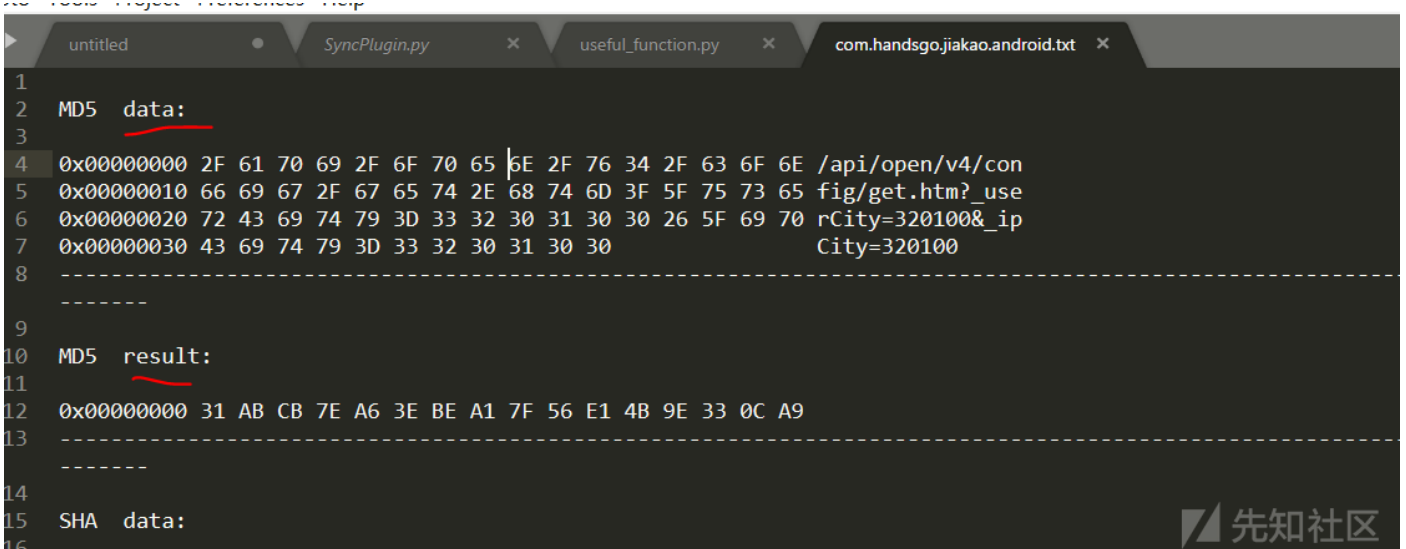 Tools Project Preferences Help
untitled SyncPlugin.py useful_function.py com.handsgo.jiakao.android.txt
1
2 MD5 data:
3
4 0x00000000 2F 61 70 69 2F 6F 70 65 6E 2F 76 34 2F 63 6F 6E /api/open/v4/con
5 0x00000010 66 69 67 2F 67 65 74 2E 68 74 6D 3F 5F 75 73 65 fig/get.htm?_use
6 0x00000020 72 43 69 74 79 3D 33 32 30 31 30 30 26 5F 69 70 rCity=320100&_ip
7 0x00000030 43 69 74 79 3D 33 32 30 31 30 30 City=320100
8 --------------------------------------------------------------------------------------------------------
-------
9
10 MD5 result:
11
12 0x00000000 31 AB CB 7E A6 3E BE A1 7F 56 E1 4B 9E 33 0C A9
13 --------------------------------------------------------------------------------------------------------
-------
14
15 SHA data:
16
先知社区